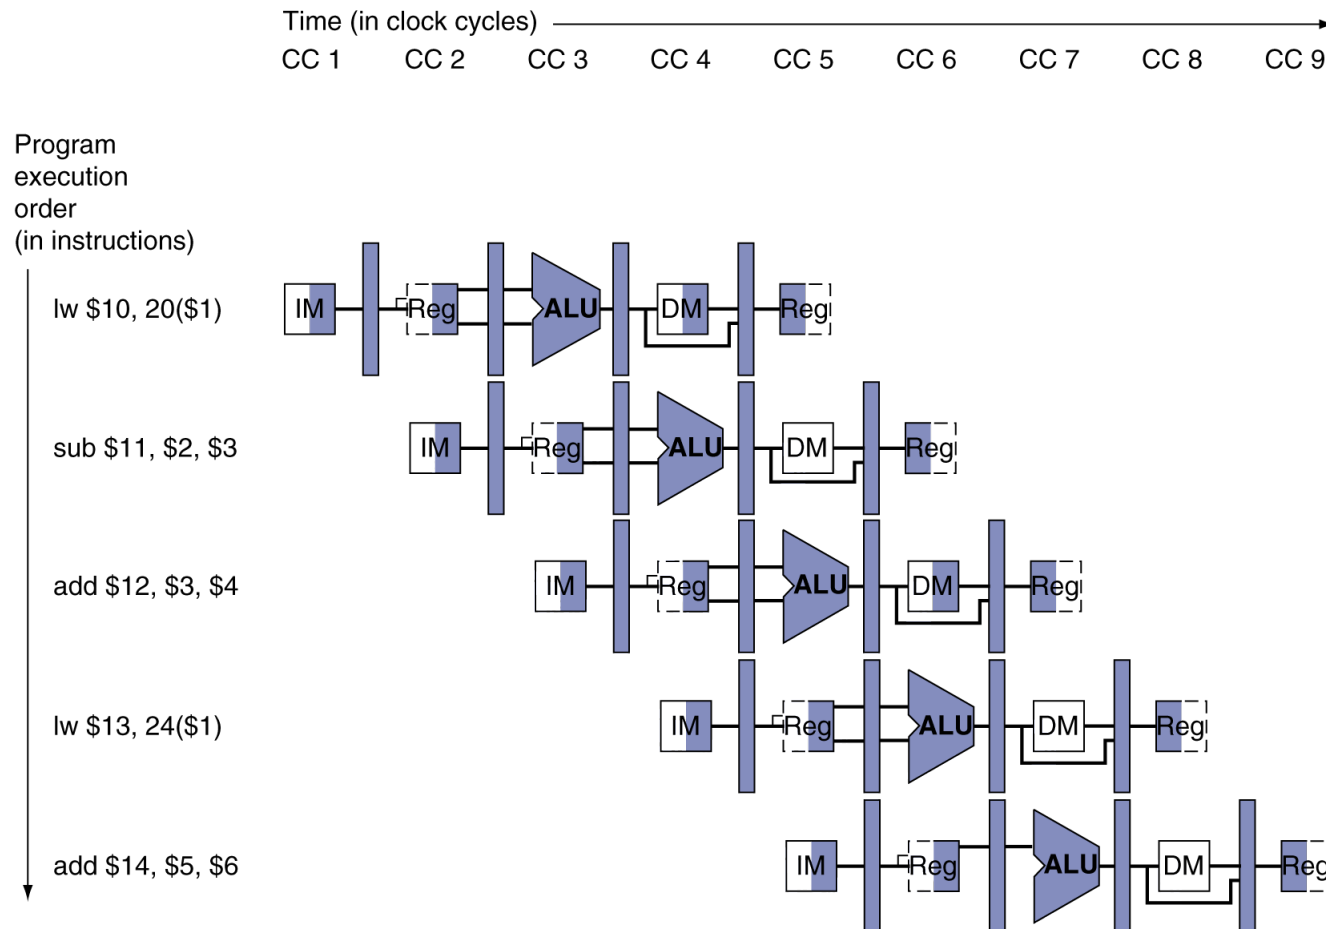 Time (in clock cycles)
CC 1 CC 2 CC 3 CC 4 CC 5 CC 6 CC 7 CC 8 CC 9
Program
execution
order
(in instructions)
lw $10, 20($1) IM Reg ALU DM Reg
sub $11, $2, $3 IM Reg ALU DM Reg
add $12, $3, $4 IM Reg ALU DM Reg
lw $13, 24($1) IM Reg ALU DM Reg
add $14, $5, $6 IM Reg ALU DM Reg